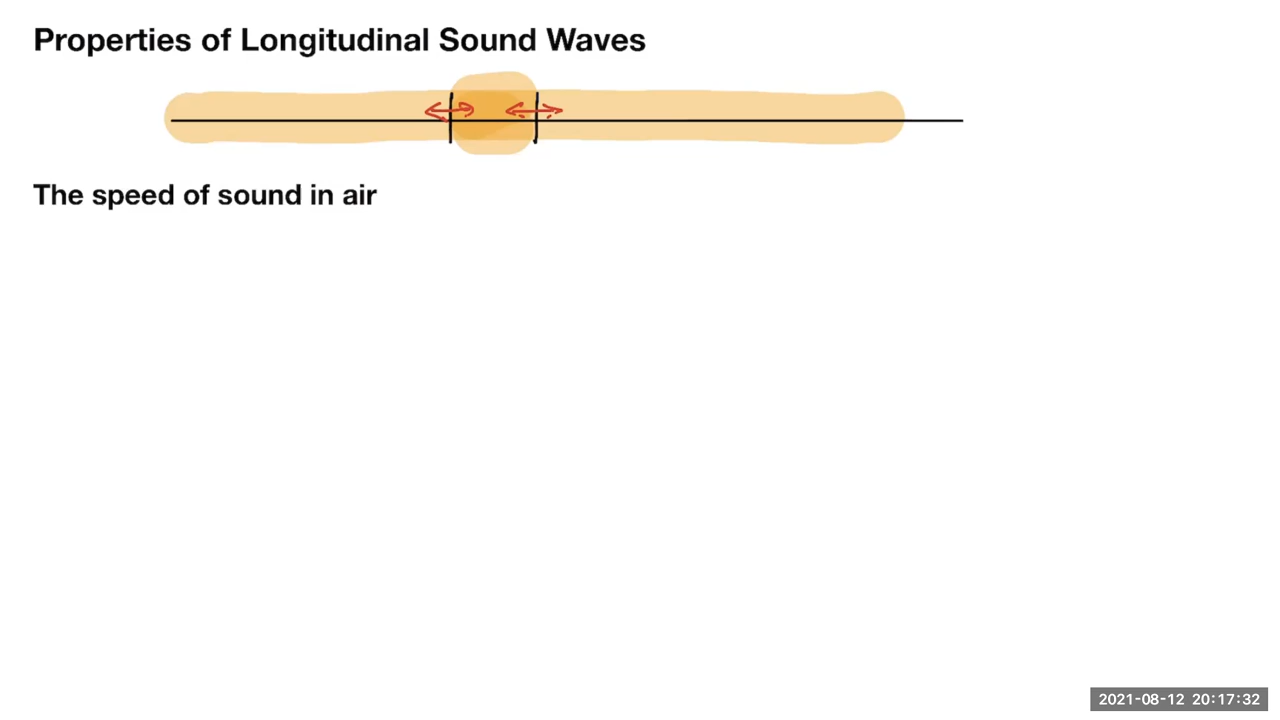 Properties of Longitudinal Sound Waves
The speed of sound in air
2021-08-12 20:17:32